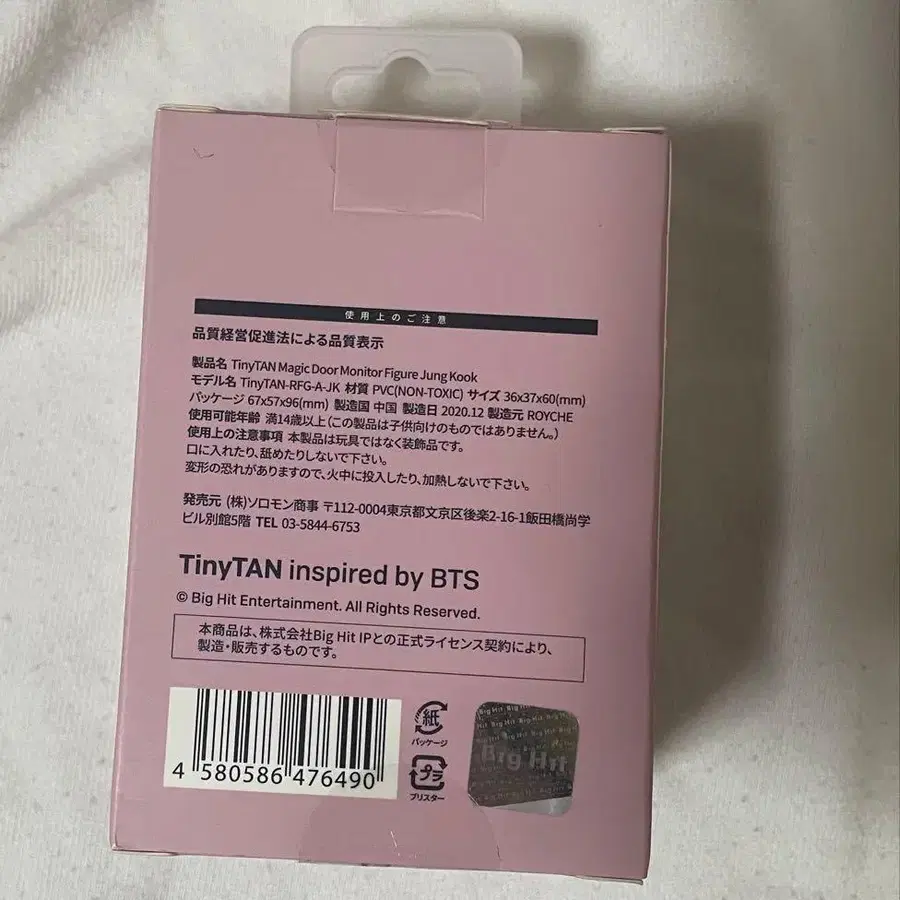 使用上のご注意
品質経営促進法による品質表示
製品名 TinyTAN Magic Door Monitor Figure Jung Kook
モデル名 TinyTAN-RFG-A-JK 材質 PVC(NON-TOXIC) サイズ 36x37x60(mm)
パッケージ 67x57x96(mm) 製造国 中国 製造日 2020.12 製造元 ROYCHE
使用可能年齢 満14歳以上(この製品は子供向けのものではありません。)
使用上の注意事項 本製品は玩具ではなく装飾品です。
口に入れたり、舐めたりしないで下さい。
変形の恐れがありますので、火中に投入したり、加熱しないで下さい。
発売元 (株)ソロモン商事 〒112-0004東京都文京区後楽2-16-1飯田橋尚学
ビル別館5階 TEL 03-5844-6753
TinyTAN inspired by BTS
© Big Hit Entertainment. All Rights Reserved.
本商品は、株式会社Big Hit IPとの正式ライセンス契約により、
製造・販売するものです。
4 580586 476490
紙
パッケージ
プラ
ブリスター
Big Hit